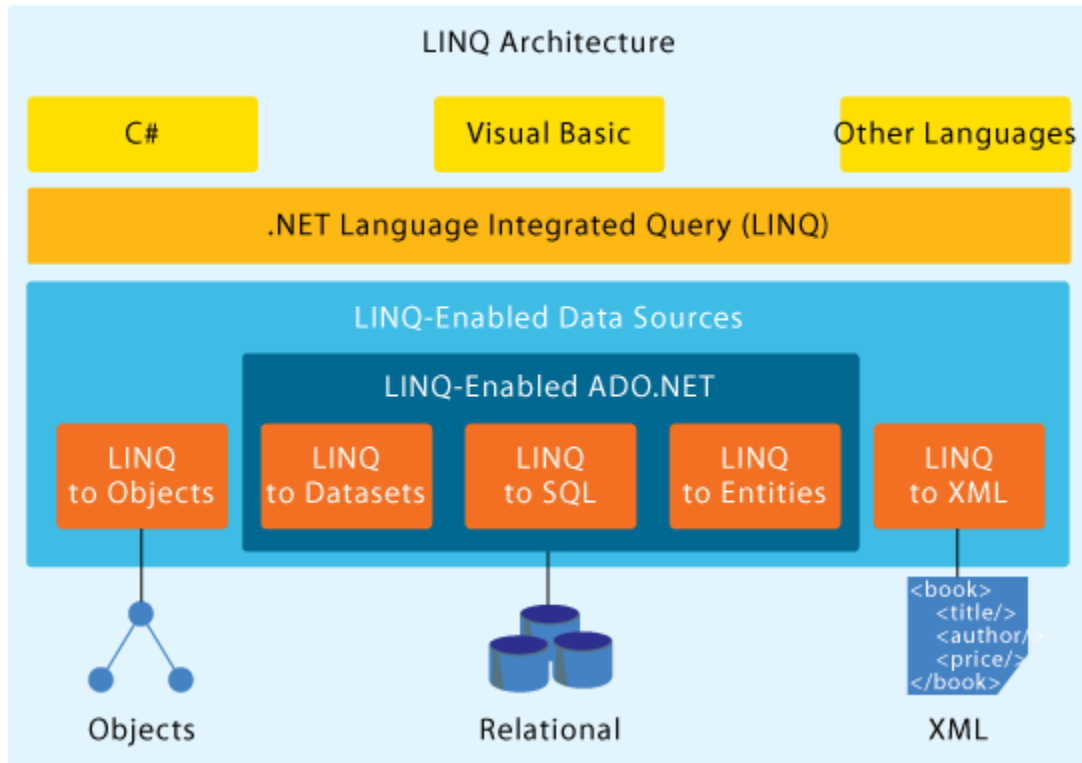 LINQ Architecture
C#
Visual Basic
Other Languages
.NET Language Integrated Query (LINQ)
LINQ-Enabled Data Sources
LINQ-Enabled ADO.NET
LINQ
to Objects
LINQ
to Datasets
LINQ
to SQL
LINQ
to Entities
LINQ
to XML
<book>
<title/>
<author/>
<price/>
</book>
Objects
Relational
XML